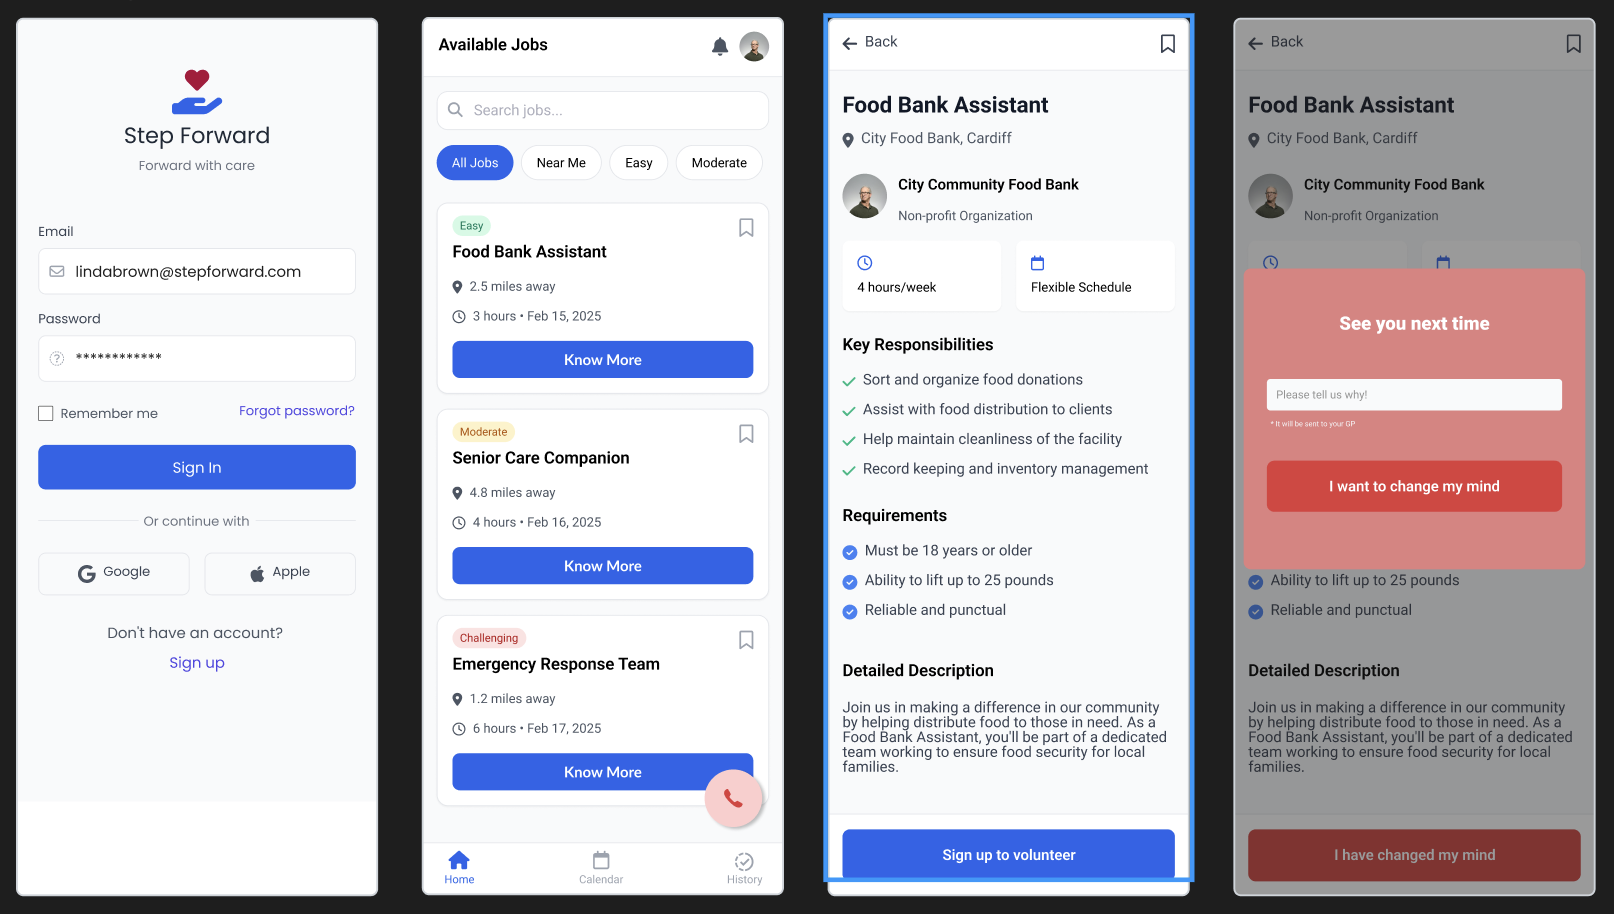 Step Forward
Forward with care
Email
lindabrown@stepforward.com
Password
************
Remember me
Forgot password?
Sign In
Or continue with
Google
Apple
Don't have an account?
Sign up
Available Jobs
Search jobs...
All Jobs
Near Me
Easy
Moderate
Easy
Food Bank Assistant
2.5 miles away
3 hours • Feb 15, 2025
Know More
Moderate
Senior Care Companion
4.8 miles away
4 hours • Feb 16, 2025
Know More
Challenging
Emergency Response Team
1.2 miles away
6 hours • Feb 17, 2025
Know More
Home
Calendar
History
Back
Food Bank Assistant
City Food Bank, Cardiff
City Community Food Bank
Non-profit Organization
4 hours/week
Flexible Schedule
Key Responsibilities
Sort and organize food donations
Assist with food distribution to clients
Help maintain cleanliness of the facility
Record keeping and inventory management
Requirements
Must be 18 years or older
Ability to lift up to 25 pounds
Reliable and punctual
Detailed Description
Join us in making a difference in our community
by helping distribute food to those in need. As a
Food Bank Assistant, you'll be part of a dedicated
team working to ensure food security for local
families.
Sign up to volunteer
Back
Food Bank Assistant
City Food Bank, Cardiff
City Community Food Bank
Non-profit Organization
See you next time
Please tell us why!
* It will be sent to your GP
I want to change my mind
Ability to lift up to 25 pounds
Reliable and punctual
Detailed Description
Join us in making a difference in our community
by helping distribute food to those in need. As a
Food Bank Assistant, you'll be part of a dedicated
team working to ensure food security for local
families.
I have changed my mind